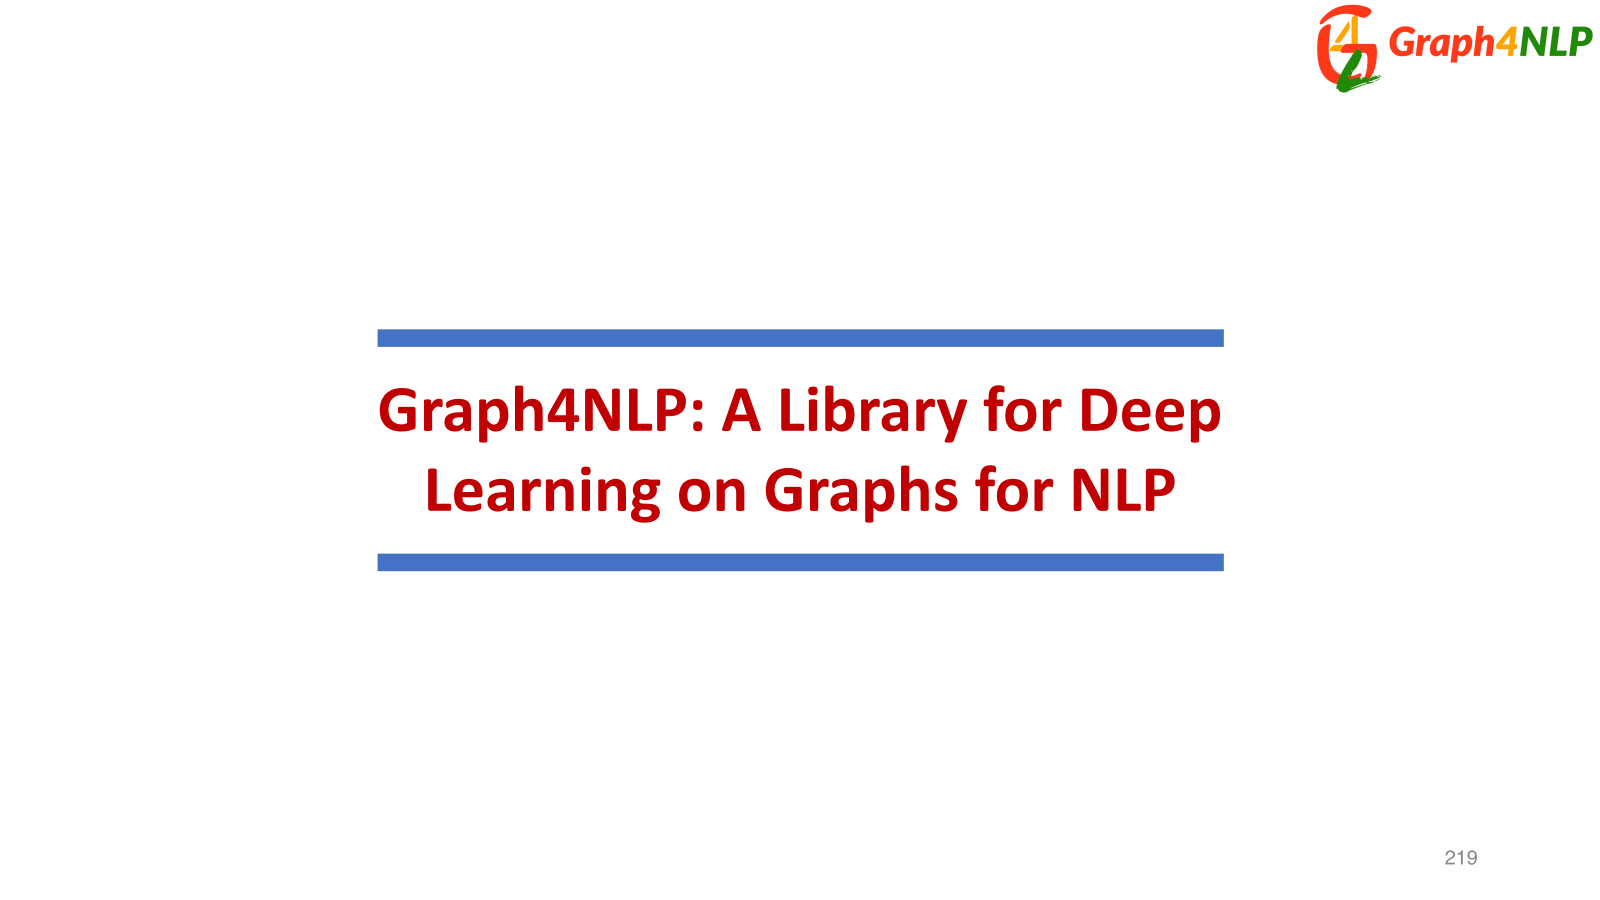 Graph4NLP
Graph4NLP: A Library for Deep
Learning on Graphs for NLP
219